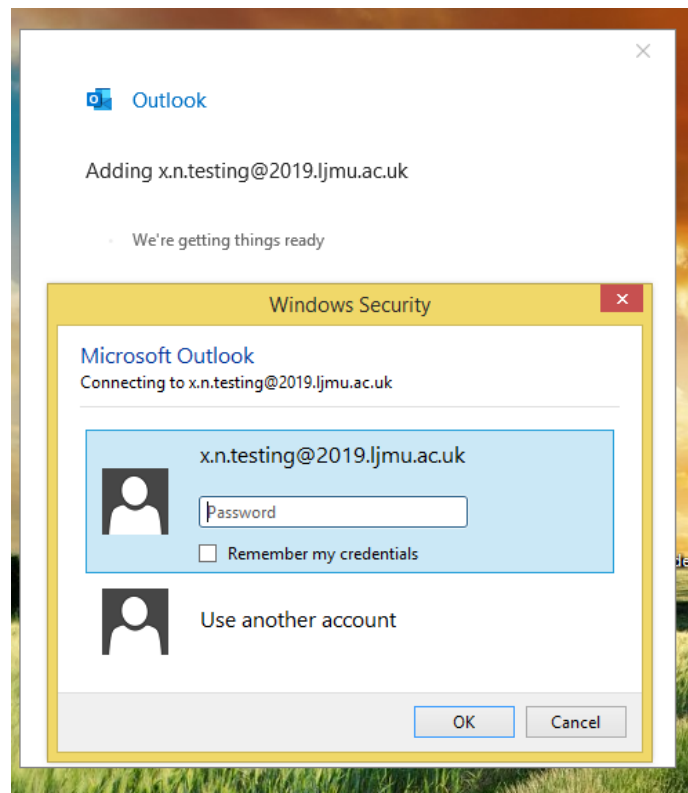 Outlook
Adding x.n.testing@2019.ljmu.ac.uk
We're getting things ready
Windows Security
Microsoft Outlook
Connecting to x.n.testing@2019.ljmu.ac.uk
x.n.testing@2019.ljmu.ac.uk
Password
Remember my credentials
Use another account
OK Cancel